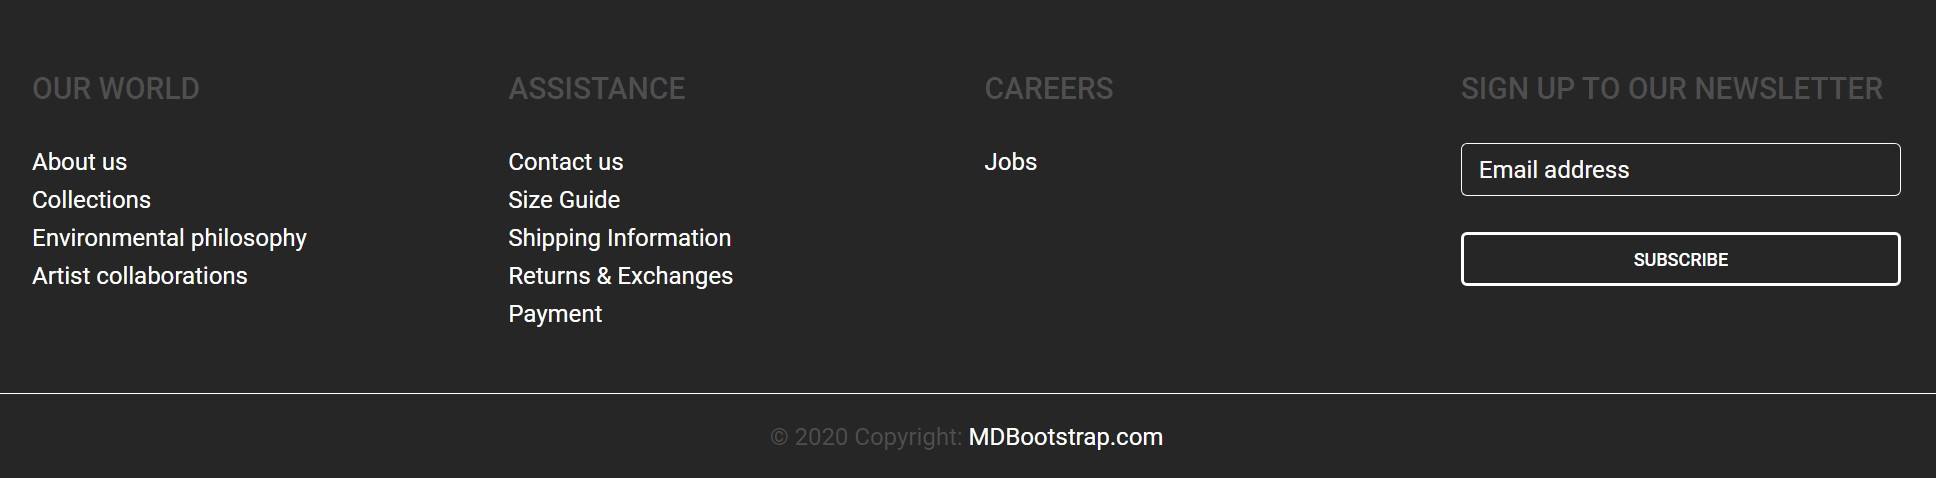 OUR WORLD
About us
Collections
Environmental philosophy
Artist collaborations
ASSISTANCE
Contact us
Size Guide
Shipping Information
Returns & Exchanges
Payment
CAREERS
Jobs
SIGN UP TO OUR NEWSLETTER
Email address
SUBSCRIBE
© 2020 Copyright: MDBootstrap.com